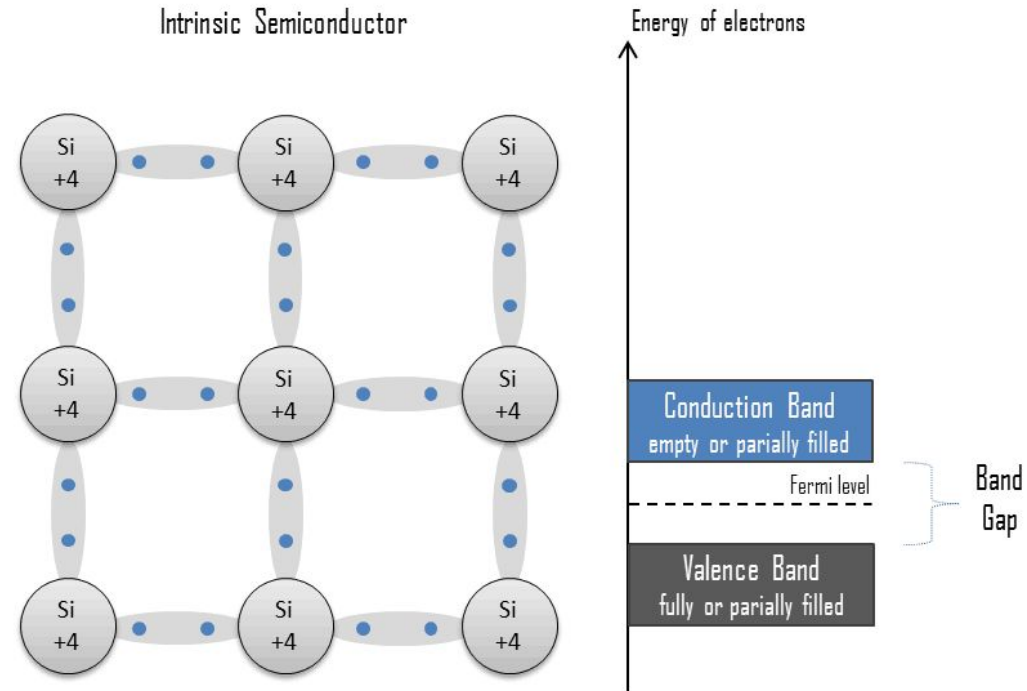 Intrinsic Semiconductor
Si
+4
Si
+4
Si
+4
Si
+4
Si
+4
Si
+4
Si
+4
Si
+4
Si
+4
Energy of electrons
Conduction Band
empty or parially filled
Fermi level
Band
Gap
Valence Band
fully or parially filled